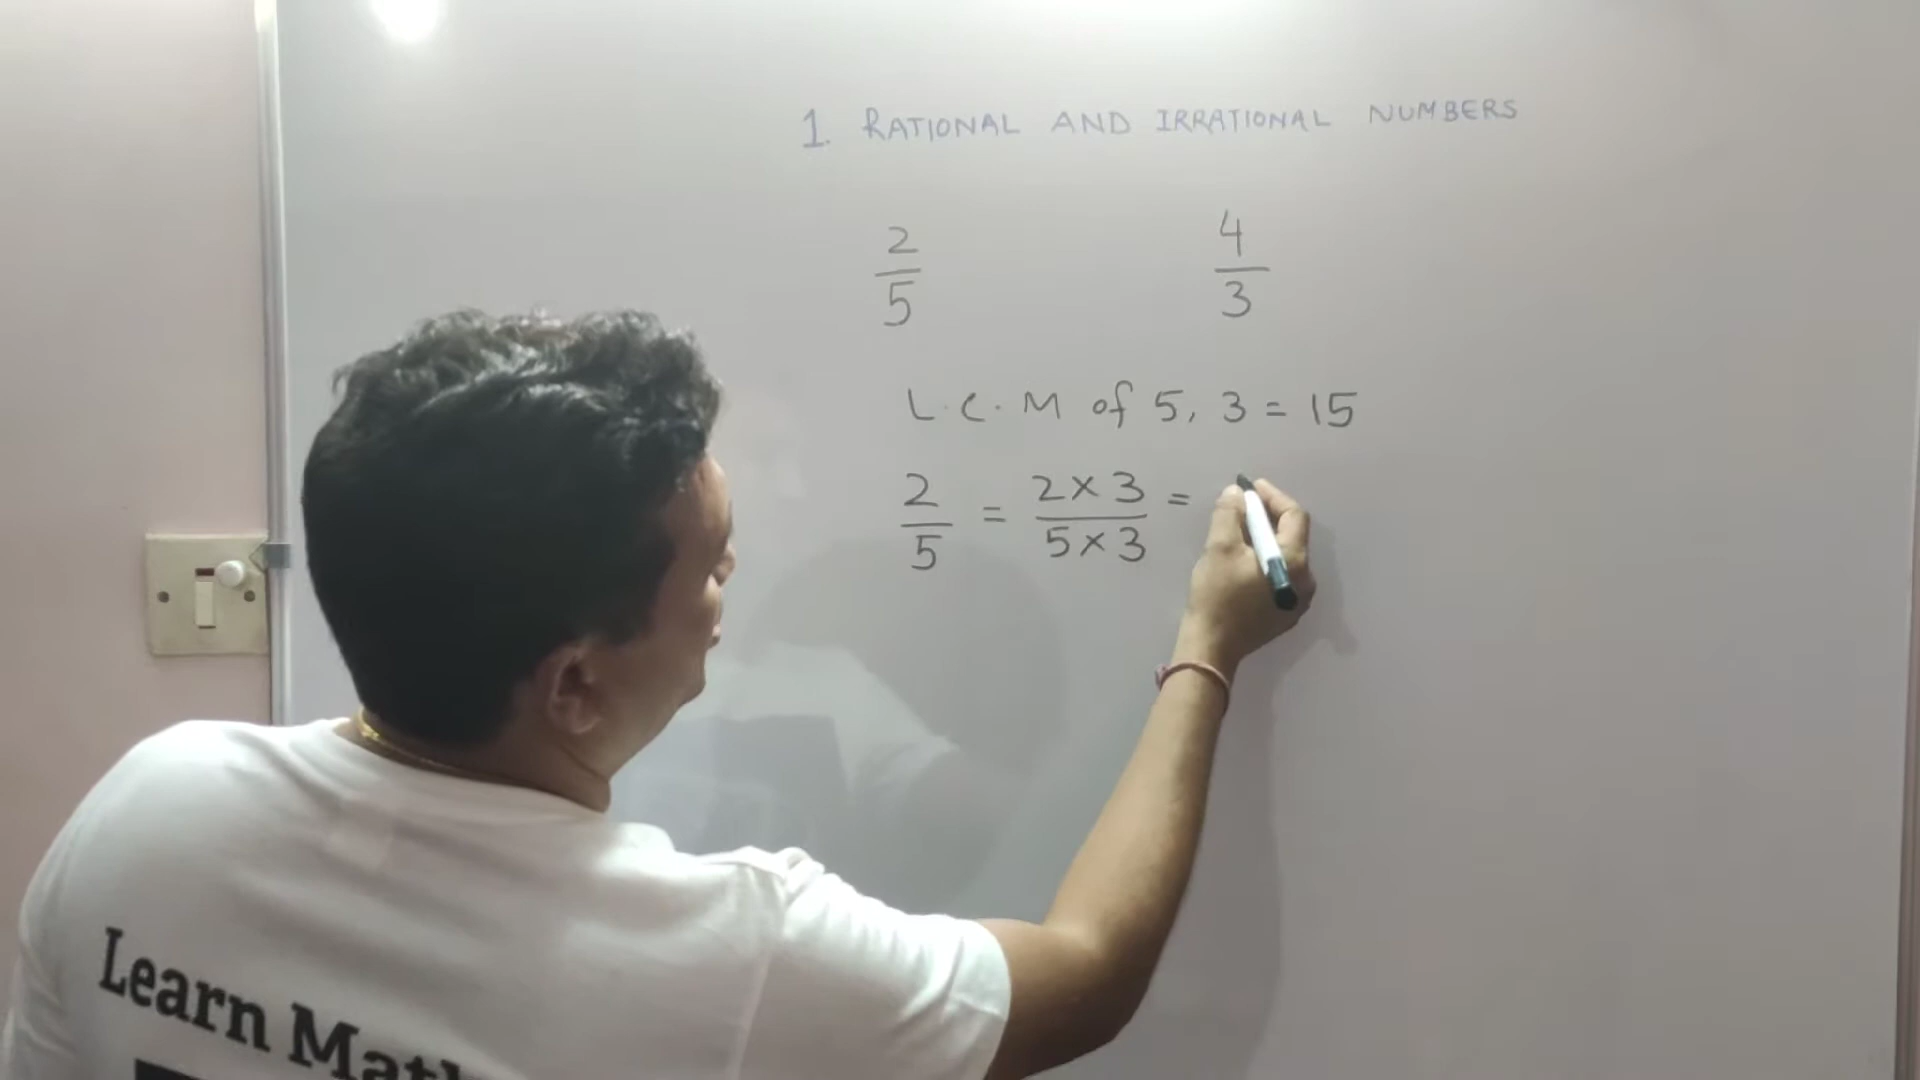 1. RATIONAL AND IRRATIONAL NUMBERS
2/5 4/3
L.C.M of 5, 3 = 15
2/5 = 2×3/5×3 =
Learn Math